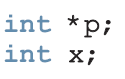 int *p;
int x;